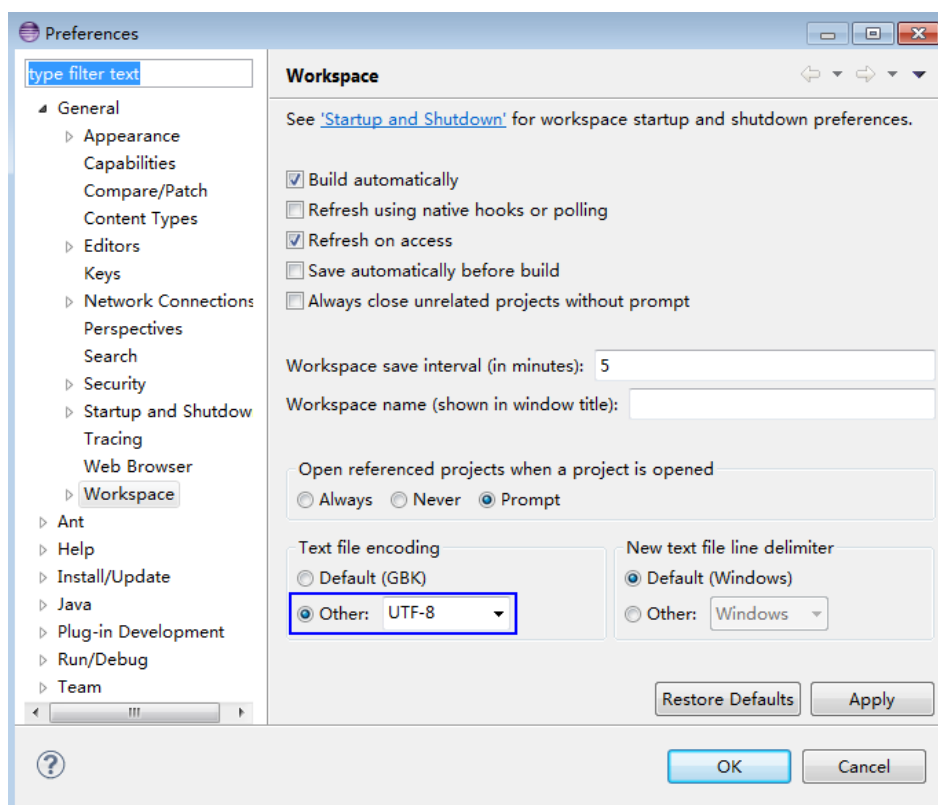 Preferences
type filter text
General
Appearance
Capabilities
Compare/Patch
Content Types
Editors
Keys
Network Connections
Perspectives
Search
Security
Startup and Shutdow
Tracing
Web Browser
Workspace
Ant
Help
Install/Update
Java
Plug-in Development
Run/Debug
Team
Workspace
See 'Startup and Shutdown' for workspace startup and shutdown preferences.
Build automatically
Refresh using native hooks or polling
Refresh on access
Save automatically before build
Always close unrelated projects without prompt
Workspace save interval (in minutes): 5
Workspace name (shown in window title):
Open referenced projects when a project is opened
Always Never Prompt
Text file encoding
Default (GBK)
Other: UTF-8
New text file line delimiter
Default (Windows)
Other: Windows
Restore Defaults Apply
OK Cancel